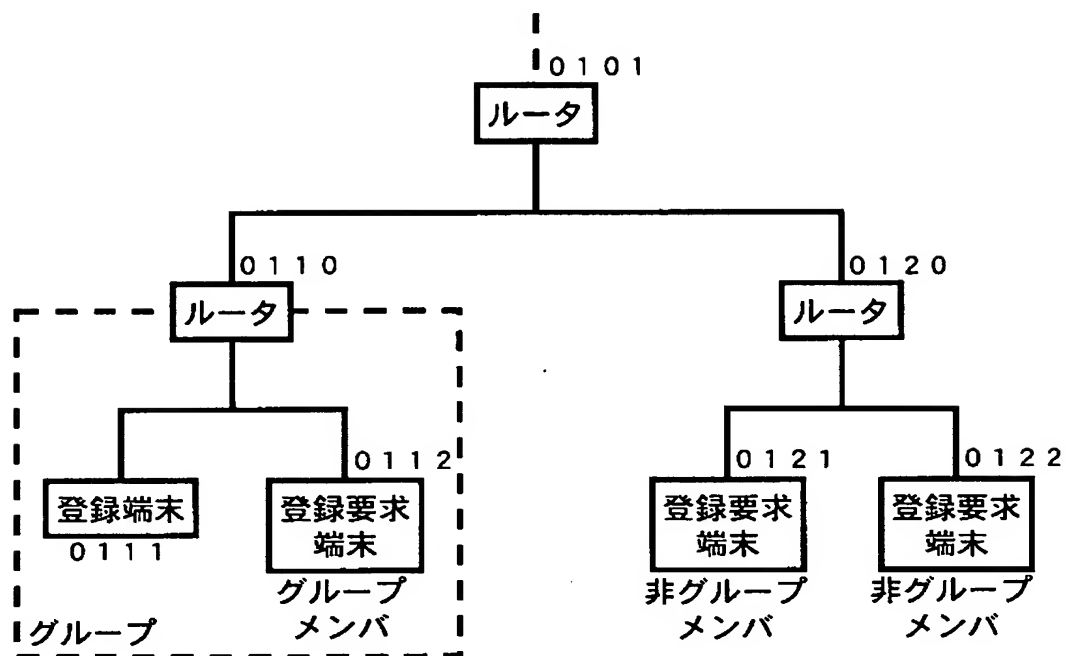 0101
ルータ
0110
ルータ
0120
ルータ
登録端末
0111
0112
登録要求
端末
グループ
メンバ
グループ
0121
登録要求
端末
非グループ
メンバ
0122
登録要求
端末
非グループ
メンバ